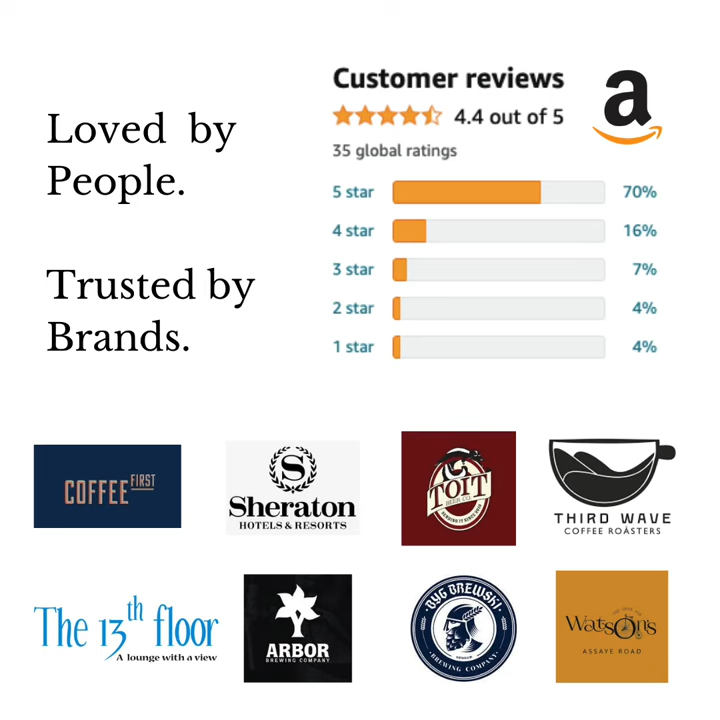 Loved by
People.
Trusted by
Brands.
Customer reviews
4.4 out of 5
35 global ratings
5 star 70%
4 star 16%
3 star 7%
2 star 4%
1 star 4%
a
COFFEE FIRST
S
Sheraton
HOTELS & RESORTS
TOIT
BEER CO.
THIRD WAVE
COFFEE ROASTERS
The 13th floor
A lounge with a view
ARBOR
BREWING COMPANY
BYG BREWSKI
BREWING COMPANY
Watson's
ASSAYE ROAD